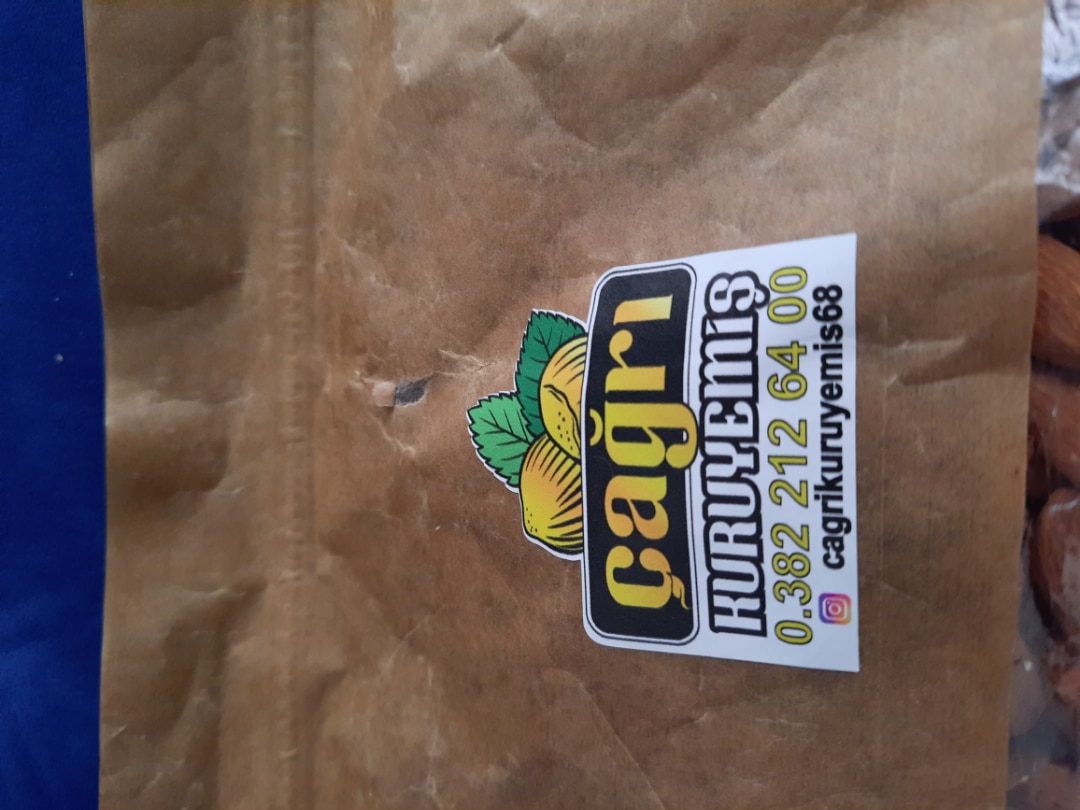 çağrı
KURUYEMİŞ
0.382 212 64 00
cagrikuruyemis68